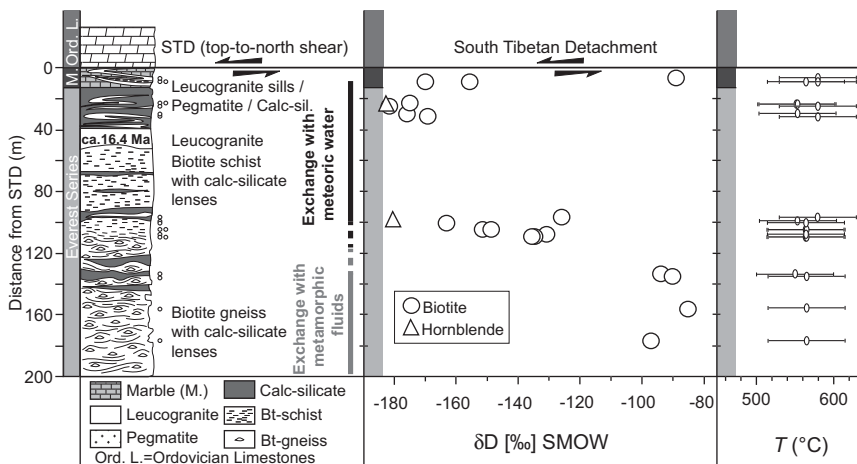 M. Ord. L.
STD (top-to-north shear)
South Tibetan Detachment
Everest Series
Distance from STD (m)
0
40
80
120
160
200
Leucogranite sills /
Pegmatite / Calc-sil.
ca.16.4 Ma
Leucogranite
Biotite schist
with calc-silicate
lenses
Biotite gneiss
with calc-silicate
lenses
Exchange with
meteoric water
Exchange with
metamorphic
fluids
Biotite
Hornblende
Marble (M.)
Calc-silicate
Leucogranite
Bt-schist
Pegmatite
Bt-gneiss
Ord. L.=Ordovician Limestones
-180 -160 -140 -120 -100 -80
δD [‰] SMOW
500 600
T (°C)